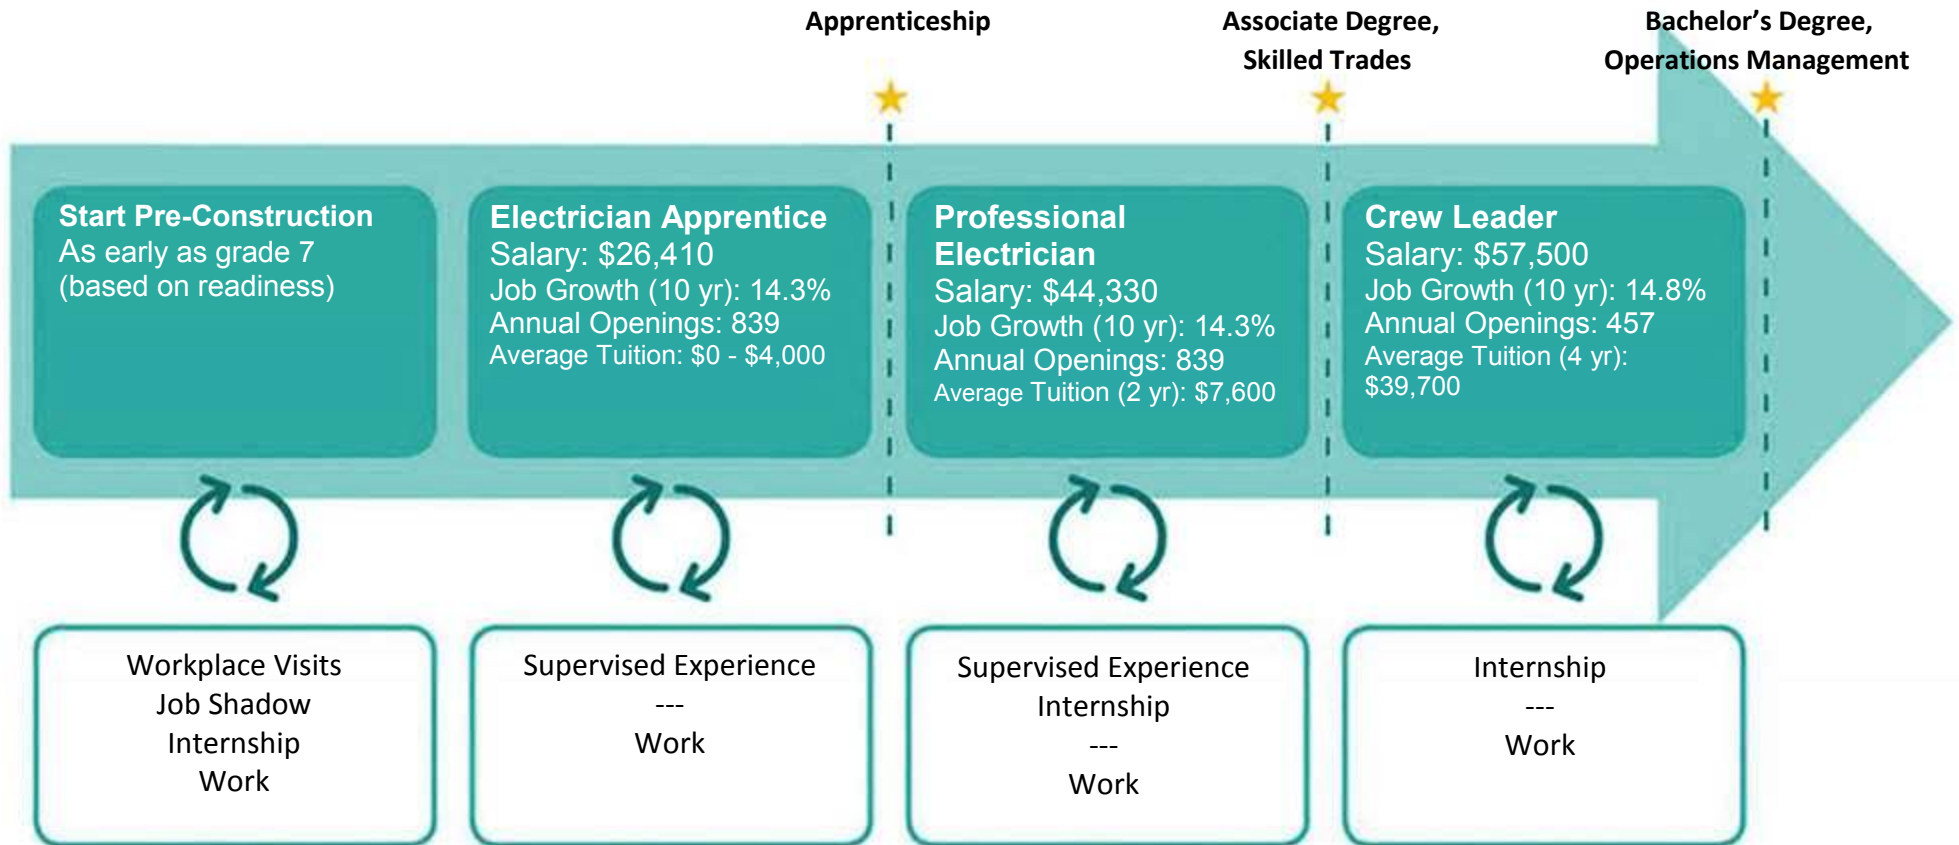 Apprenticeship
Associate Degree,
Skilled Trades
Bachelor’s Degree,
Operations Management
Start Pre-Construction
As early as grade 7
(based on readiness)
Electrician Apprentice
Salary: $26,410
Job Growth (10 yr): 14.3%
Annual Openings: 839
Average Tuition: $0 - $4,000
Professional
Electrician
Salary: $44,330
Job Growth (10 yr): 14.3%
Annual Openings: 839
Average Tuition (2 yr): $7,600
Crew Leader
Salary: $57,500
Job Growth (10 yr): 14.8%
Annual Openings: 457
Average Tuition (4 yr):
$39,700
Workplace Visits
Job Shadow
Internship
Work
Supervised Experience
---
Work
Supervised Experience
Internship
---
Work
Internship
---
Work